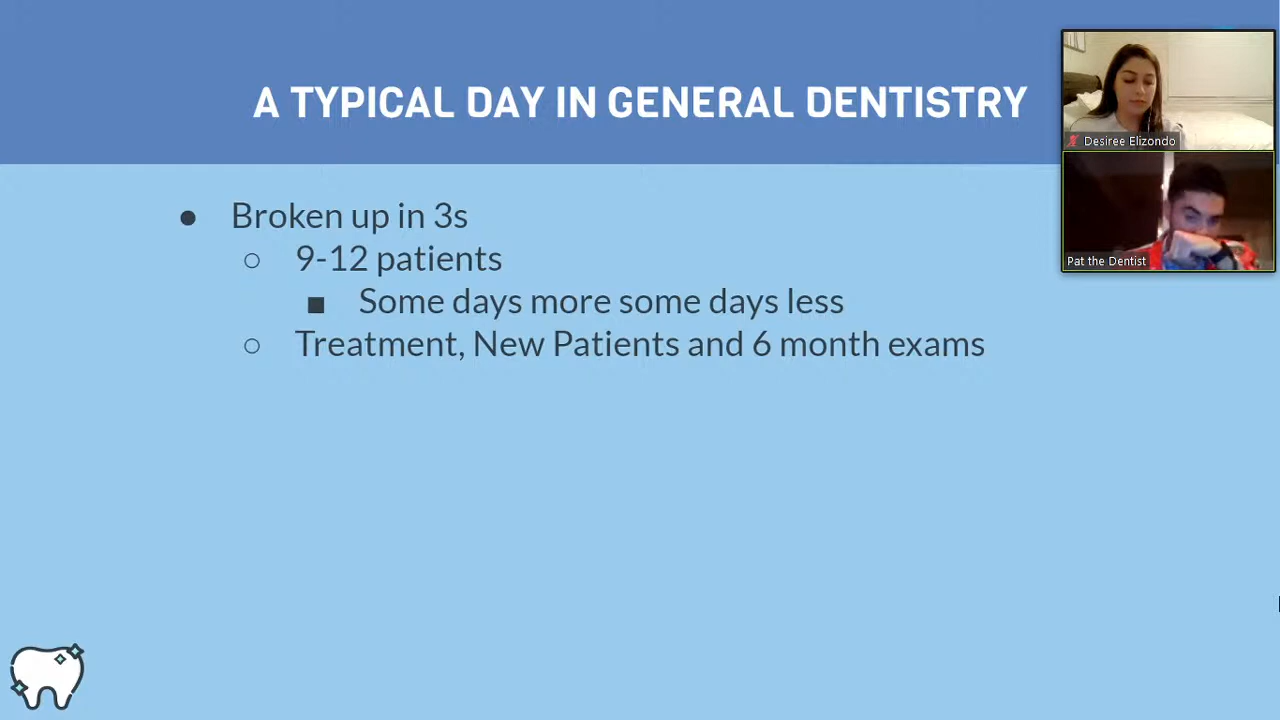 A TYPICAL DAY IN GENERAL DENTISTRY
Desiree Elizondo
Pat the Dentist
● Broken up in 3s
○ 9-12 patients
■ Some days more some days less
○ Treatment, New Patients and 6 month exams